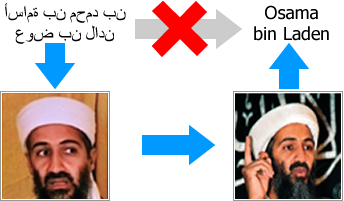 أسامة بن محمد بن
عوض بن لادن
Osama
bin Laden